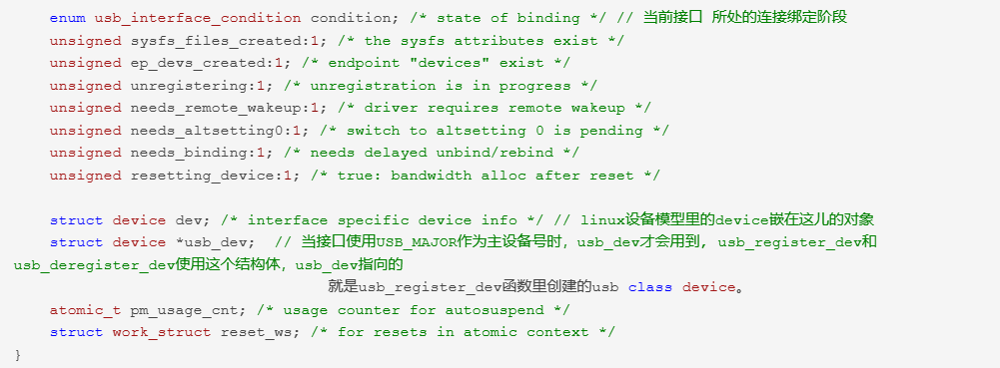 enum usb_interface_condition condition; /* state of binding */ // 当前接口 所处的连接绑定阶段
unsigned sysfs_files_created:1; /* the sysfs attributes exist */
unsigned ep_devs_created:1; /* endpoint "devices" exist */
unsigned unregistering:1; /* unregistration is in progress */
unsigned needs_remote_wakeup:1; /* driver requires remote wakeup */
unsigned needs_altsetting0:1; /* switch to altsetting 0 is pending */
unsigned needs_binding:1; /* needs delayed unbind/rebind */
unsigned resetting_device:1; /* true: bandwidth alloc after reset */
struct device dev; /* interface specific device info */ // linux设备模型里的device嵌在这儿的对象
struct device *usb_dev;  // 当接口使用USB_MAJOR作为主设备号时，usb_dev才会用到, usb_register_dev和
usb_deregister_dev使用这个结构体，usb_dev指向的
就是usb_register_dev函数里创建的usb class device。
atomic_t pm_usage_cnt; /* usage counter for autosuspend */
struct work_struct reset_ws; /* for resets in atomic context */
}